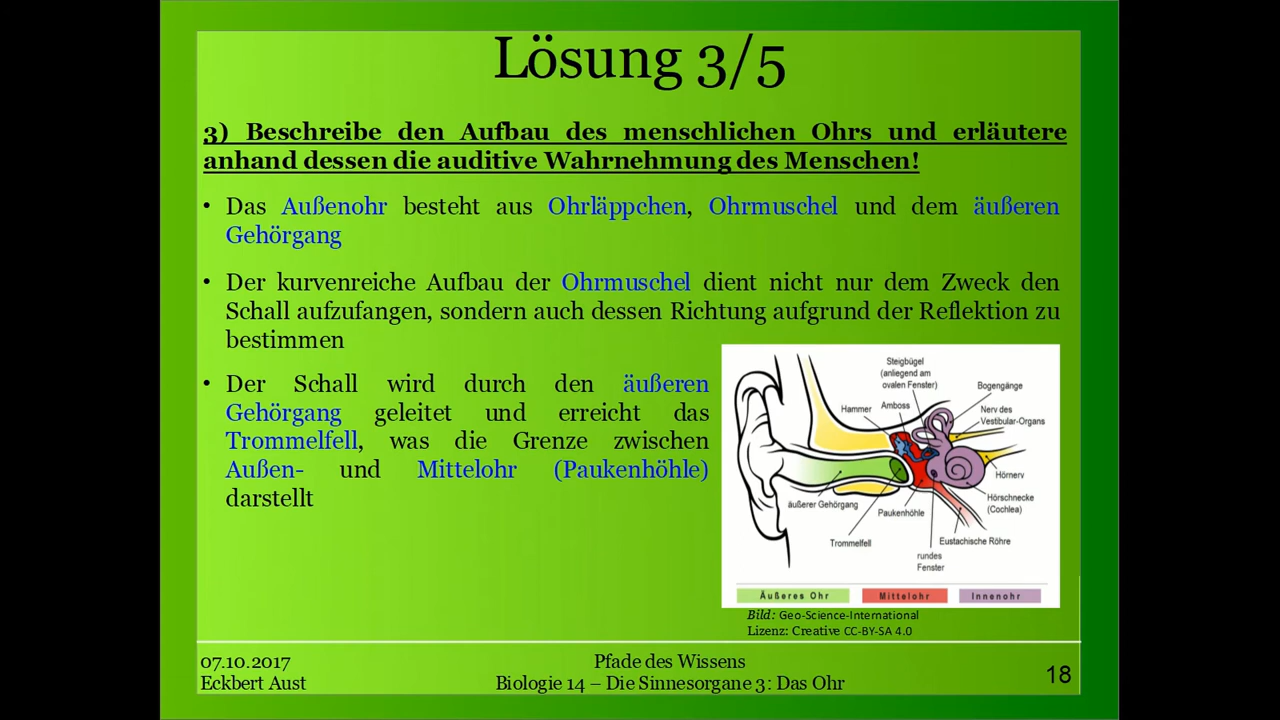 Lösung 3/5
3) Beschreibe den Aufbau des menschlichen Ohrs und erläutere
anhand dessen die auditive Wahrnehmung des Menschen!
• Das Außenohr besteht aus Ohrläppchen, Ohrmuschel und dem äußeren
Gehörgang
• Der kurvenreiche Aufbau der Ohrmuschel dient nicht nur dem Zweck den
Schall aufzufangen, sondern auch dessen Richtung aufgrund der Reflektion zu
bestimmen
• Der Schall wird durch den äußeren
Gehörgang geleitet und erreicht das
Trommelfell, was die Grenze zwischen
Außen- und Mittelohr (Paukenhöhle)
darstellt
Steigbügel
(anliegend am
ovalen Fenster)
Bogengänge
Hammer
Amboss
Nerv des
Vestibular-Organs
Hörnerv
Hörschnecke
(Cochlea)
äußerer Gehörgang
Paukenhöhle
Trommelfell
Eustachische Röhre
rundes
Fenster
Äußeres Ohr
Mittelohr
Innenohr
Bild: Geo-Science-International
Lizenz: Creative CC-BY-SA 4.0
07.10.2017
Eckbert Aust
Pfade des Wissens
Biologie 14 – Die Sinnesorgane 3: Das Ohr
18